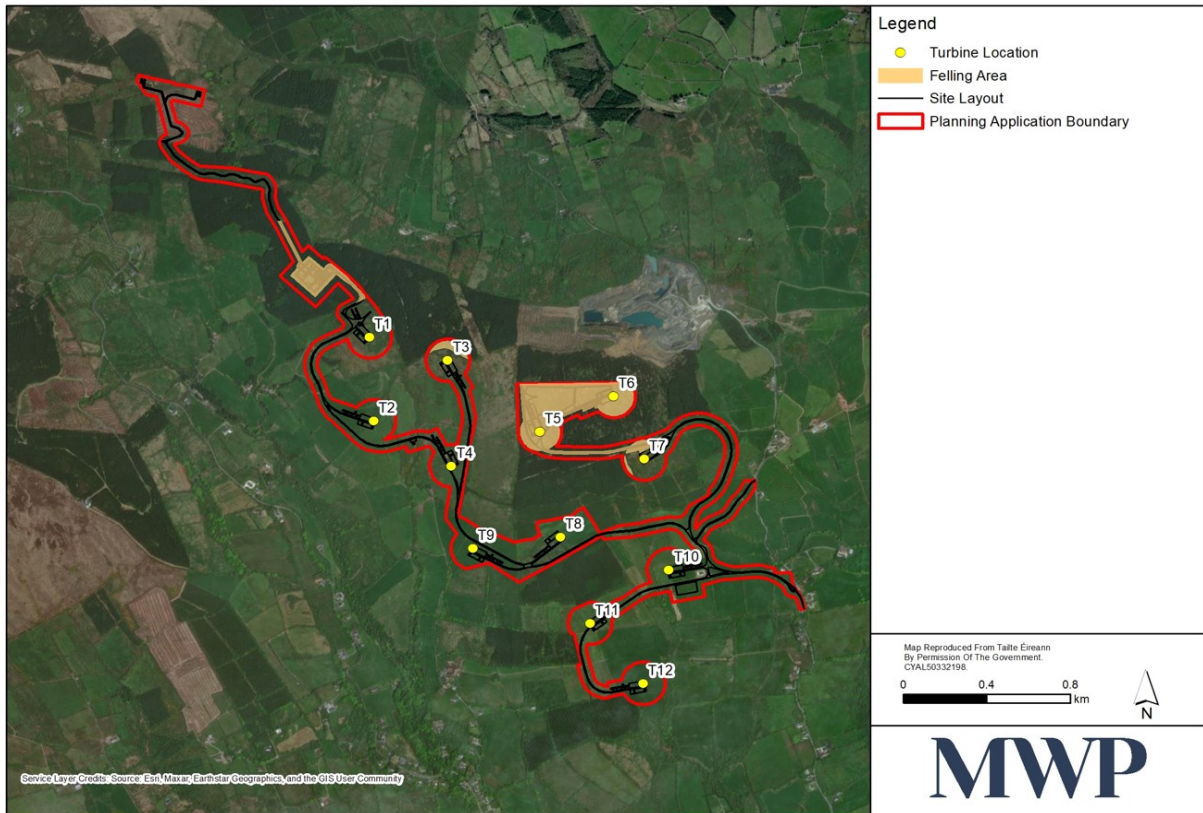 Legend
Turbine Location
Felling Area
Site Layout
Planning Application Boundary
T1
T3
T6
T2
T5
T4
T7
T8
T9
T10
T11
T12
Map Reproduced From Tailte Éireann
By Permission Of The Government.
CYAL50332198.
0 0.4 0.8
km
N
Service Layer Credits: Source: Esri, Maxar, Earthstar Geographics, and the GIS User Community
MWP